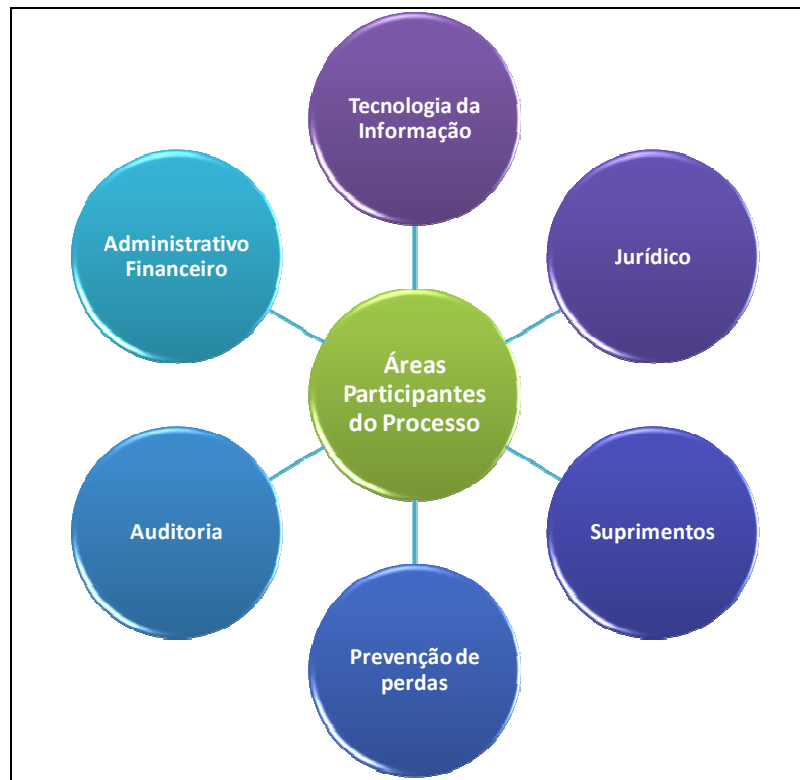 Tecnologia da
Informação
Administrativo
Financeiro
Jurídico
Áreas
Participantes
do Processo
Auditoria
Suprimentos
Prevenção de
perdas